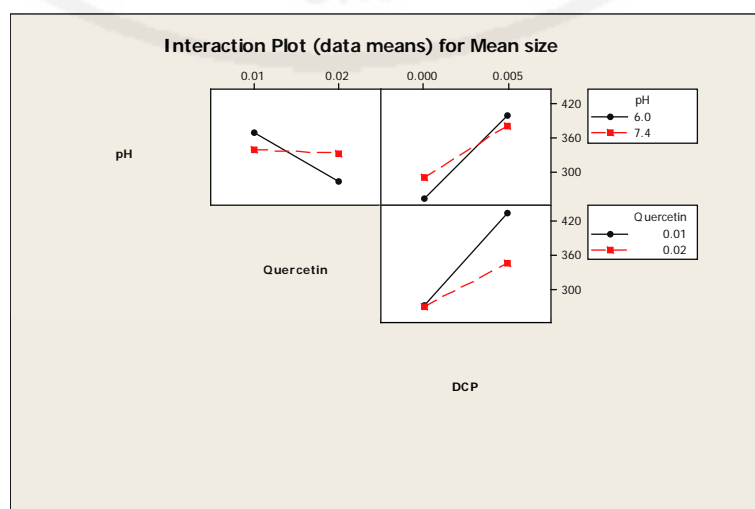 Interaction Plot (data means) for Mean size
0.01 0.02 0.000 0.005
pH
420
360
300
pH
6.0
7.4
Quercetin
420
360
300
Quercetin
0.01
0.02
DCP